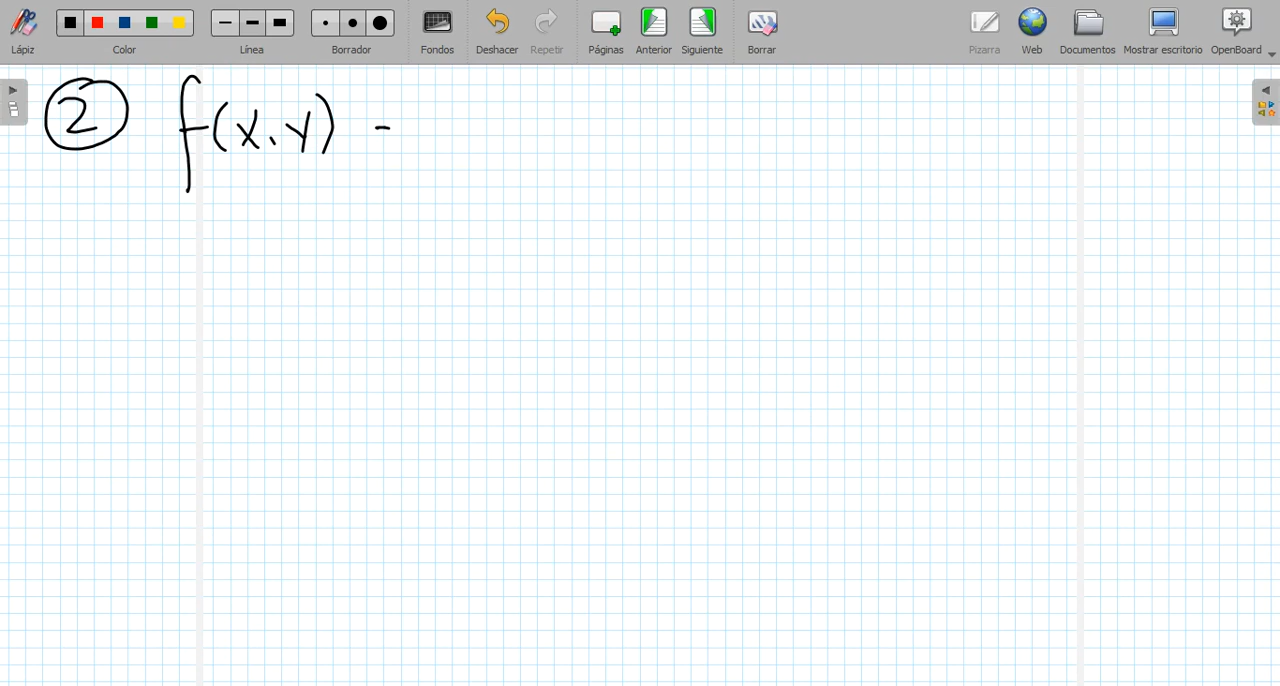 Lápiz Color Línea Borrador Fondos Deshacer Repetir Páginas Anterior Siguiente Borrar Pizarra Web Documentos Mostrar escritorio OpenBoard
2 f(x,y) -